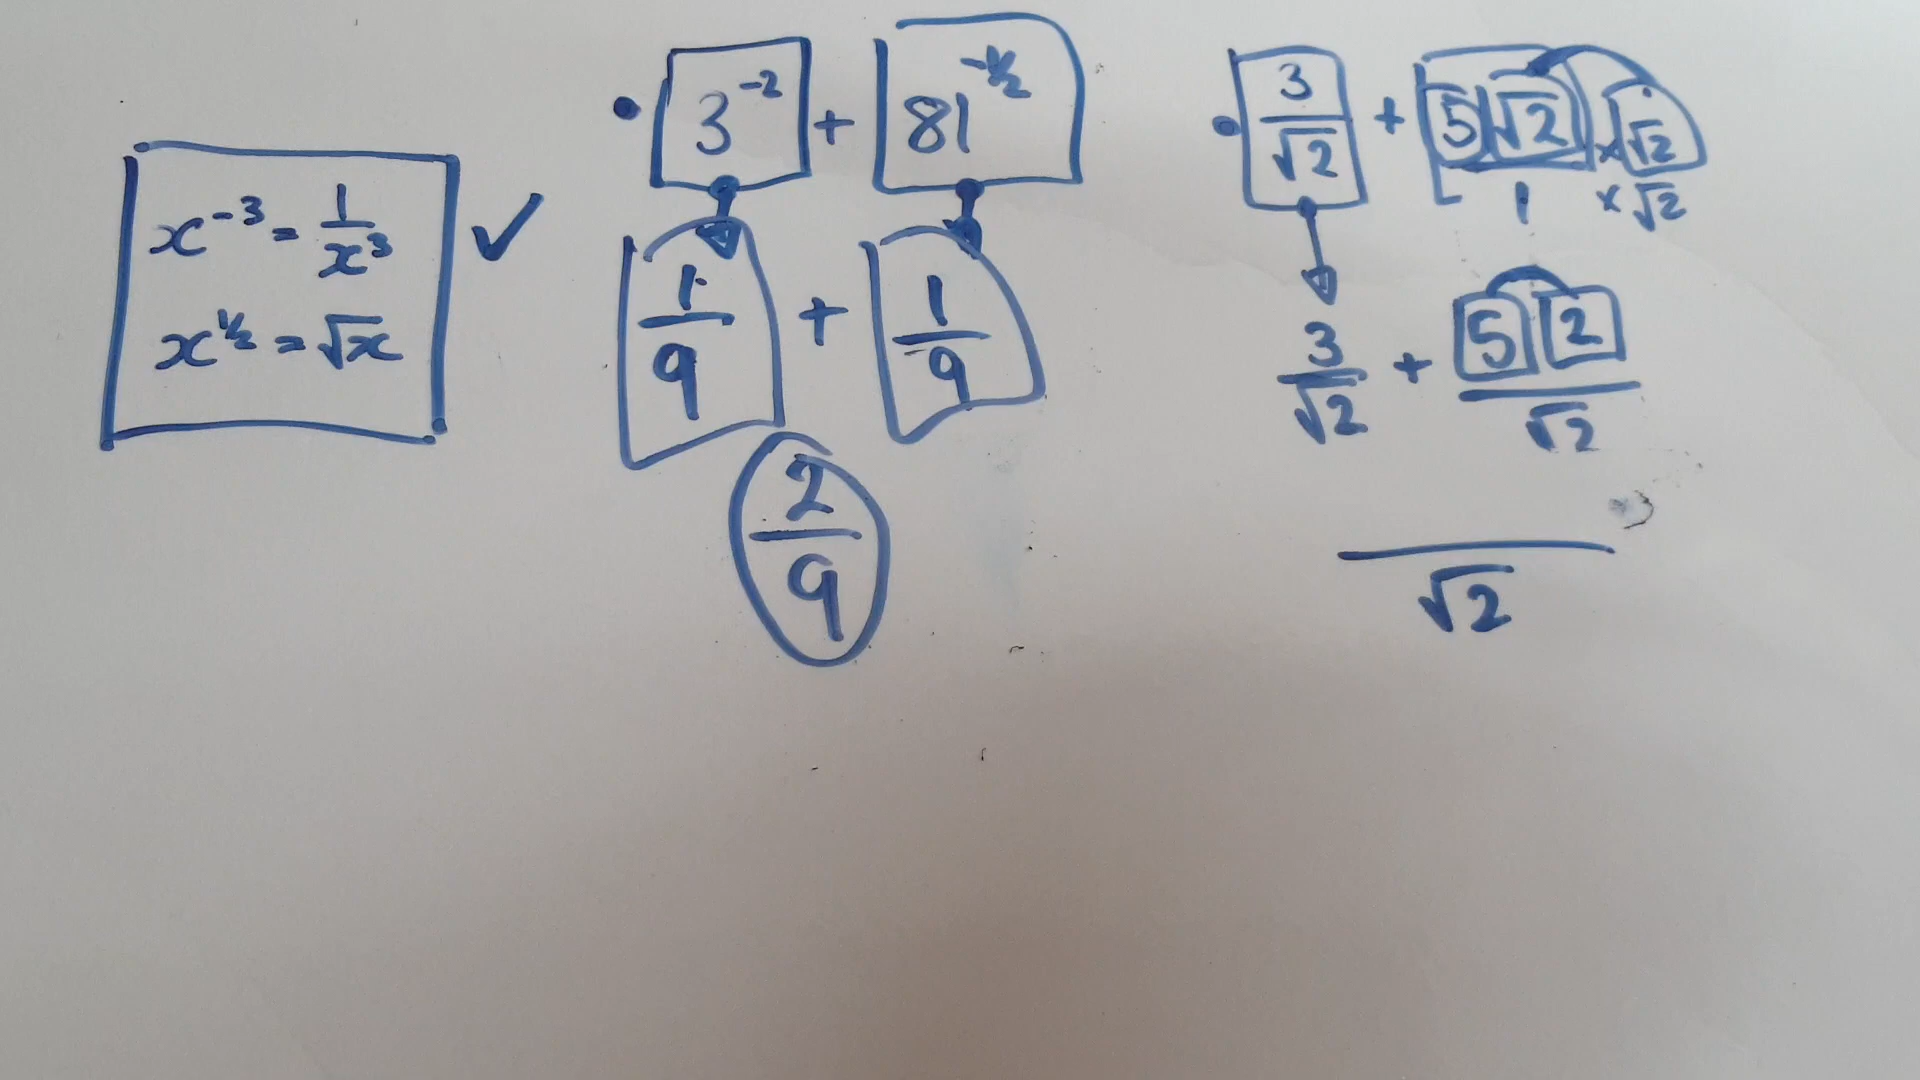 x⁻³ = 1/x³ ✓
x^½ = √x
• 3⁻² + 81^-½
1/9 + 1/9
2/9
• 3/√2 + 5√2/1 × √2/× √2
3/√2 + 5 2/√2
/√2